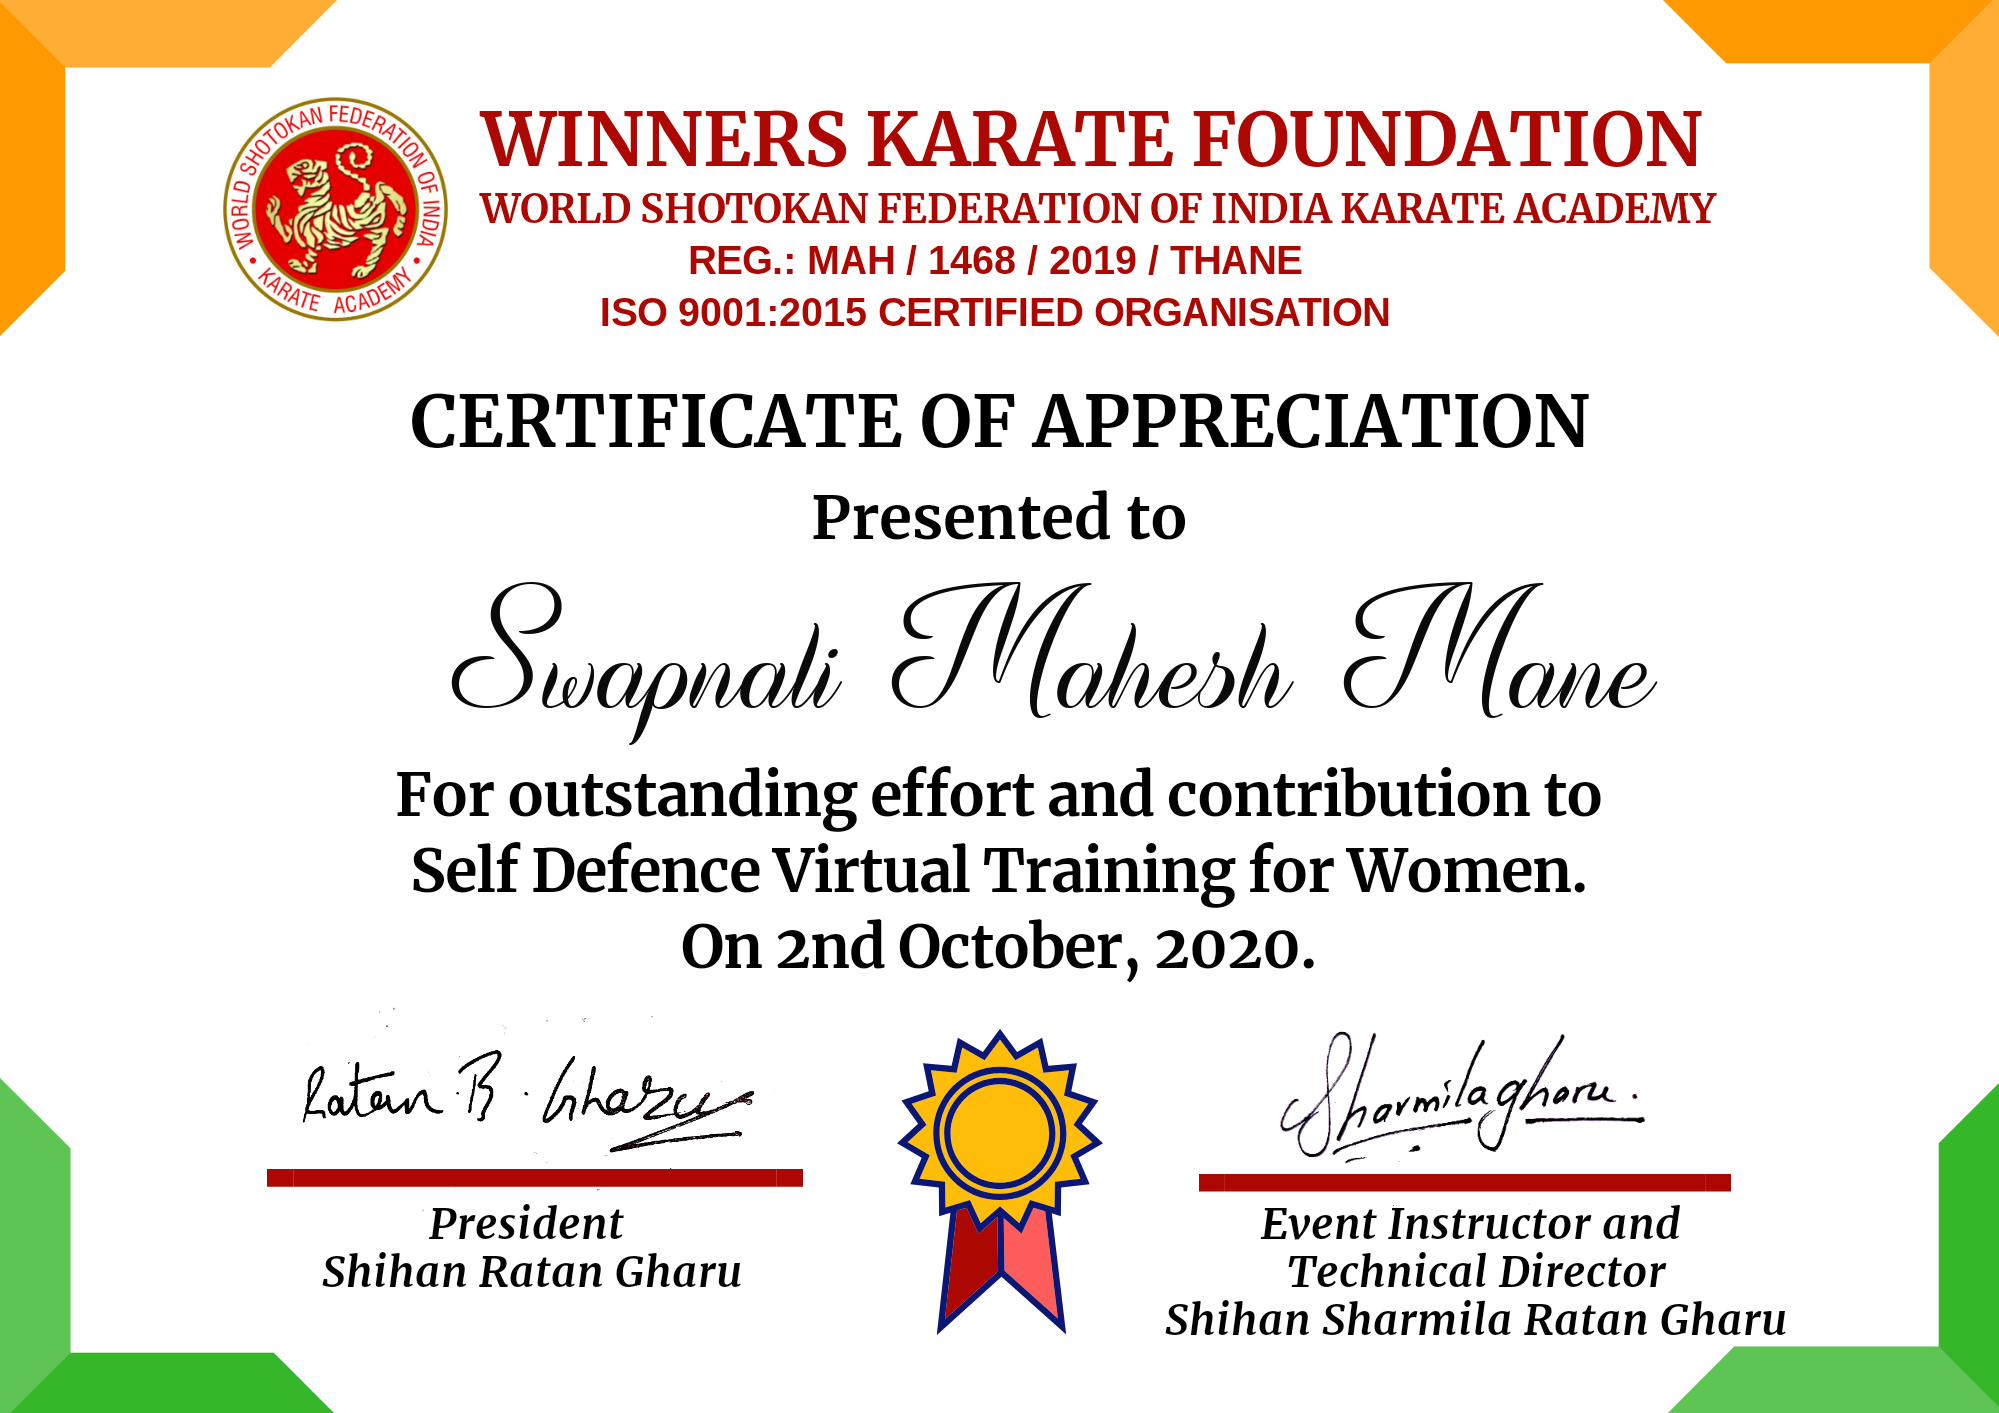 WORLD SHOTOKAN FEDERATION OF INDIA
• KARATE ACADEMY •
WINNERS KARATE FOUNDATION
WORLD SHOTOKAN FEDERATION OF INDIA KARATE ACADEMY
REG.: MAH / 1468 / 2019 / THANE
ISO 9001:2015 CERTIFIED ORGANISATION
CERTIFICATE OF APPRECIATION
Presented to
Swapnali Mahesh Mane
For outstanding effort and contribution to
Self Defence Virtual Training for Women.
On 2nd October, 2020.
Ratan B. Gharu
Sharmila gharu.
President
Shihan Ratan Gharu
Event Instructor and
Technical Director
Shihan Sharmila Ratan Gharu